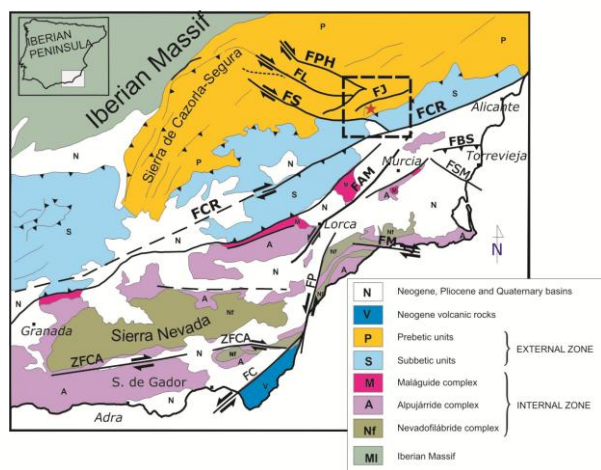 IBERIAN
PENINSULA
Iberian Massif
Sierra de Cazorla-Segura
P
P
P
P
FPH
FL
FS
FJ
FCR
S
Alicante
N
S
N
N
FBS
Torrevieja
FSM
Murcia
M
FAM
A
M
N
FCR
S
N
S
M
Lorca
N
Nf
FM
A
N
A
N
N
M
A
FP
Nf
A
Granada
Sierra Nevada
Nf
A
N
ZFCA
Nf
A
ZFCA
N
S. de Gador
FC
V
N
A
Adra
N Neogene, Pliocene and Quaternary basins
V Neogene volcanic rocks
P Prebetic units
EXTERNAL ZONE
S Subbetic units
M Maláguide complex
A Alpujárride complex
INTERNAL ZONE
Nf Nevadofilábride complex
MI Iberian Massif